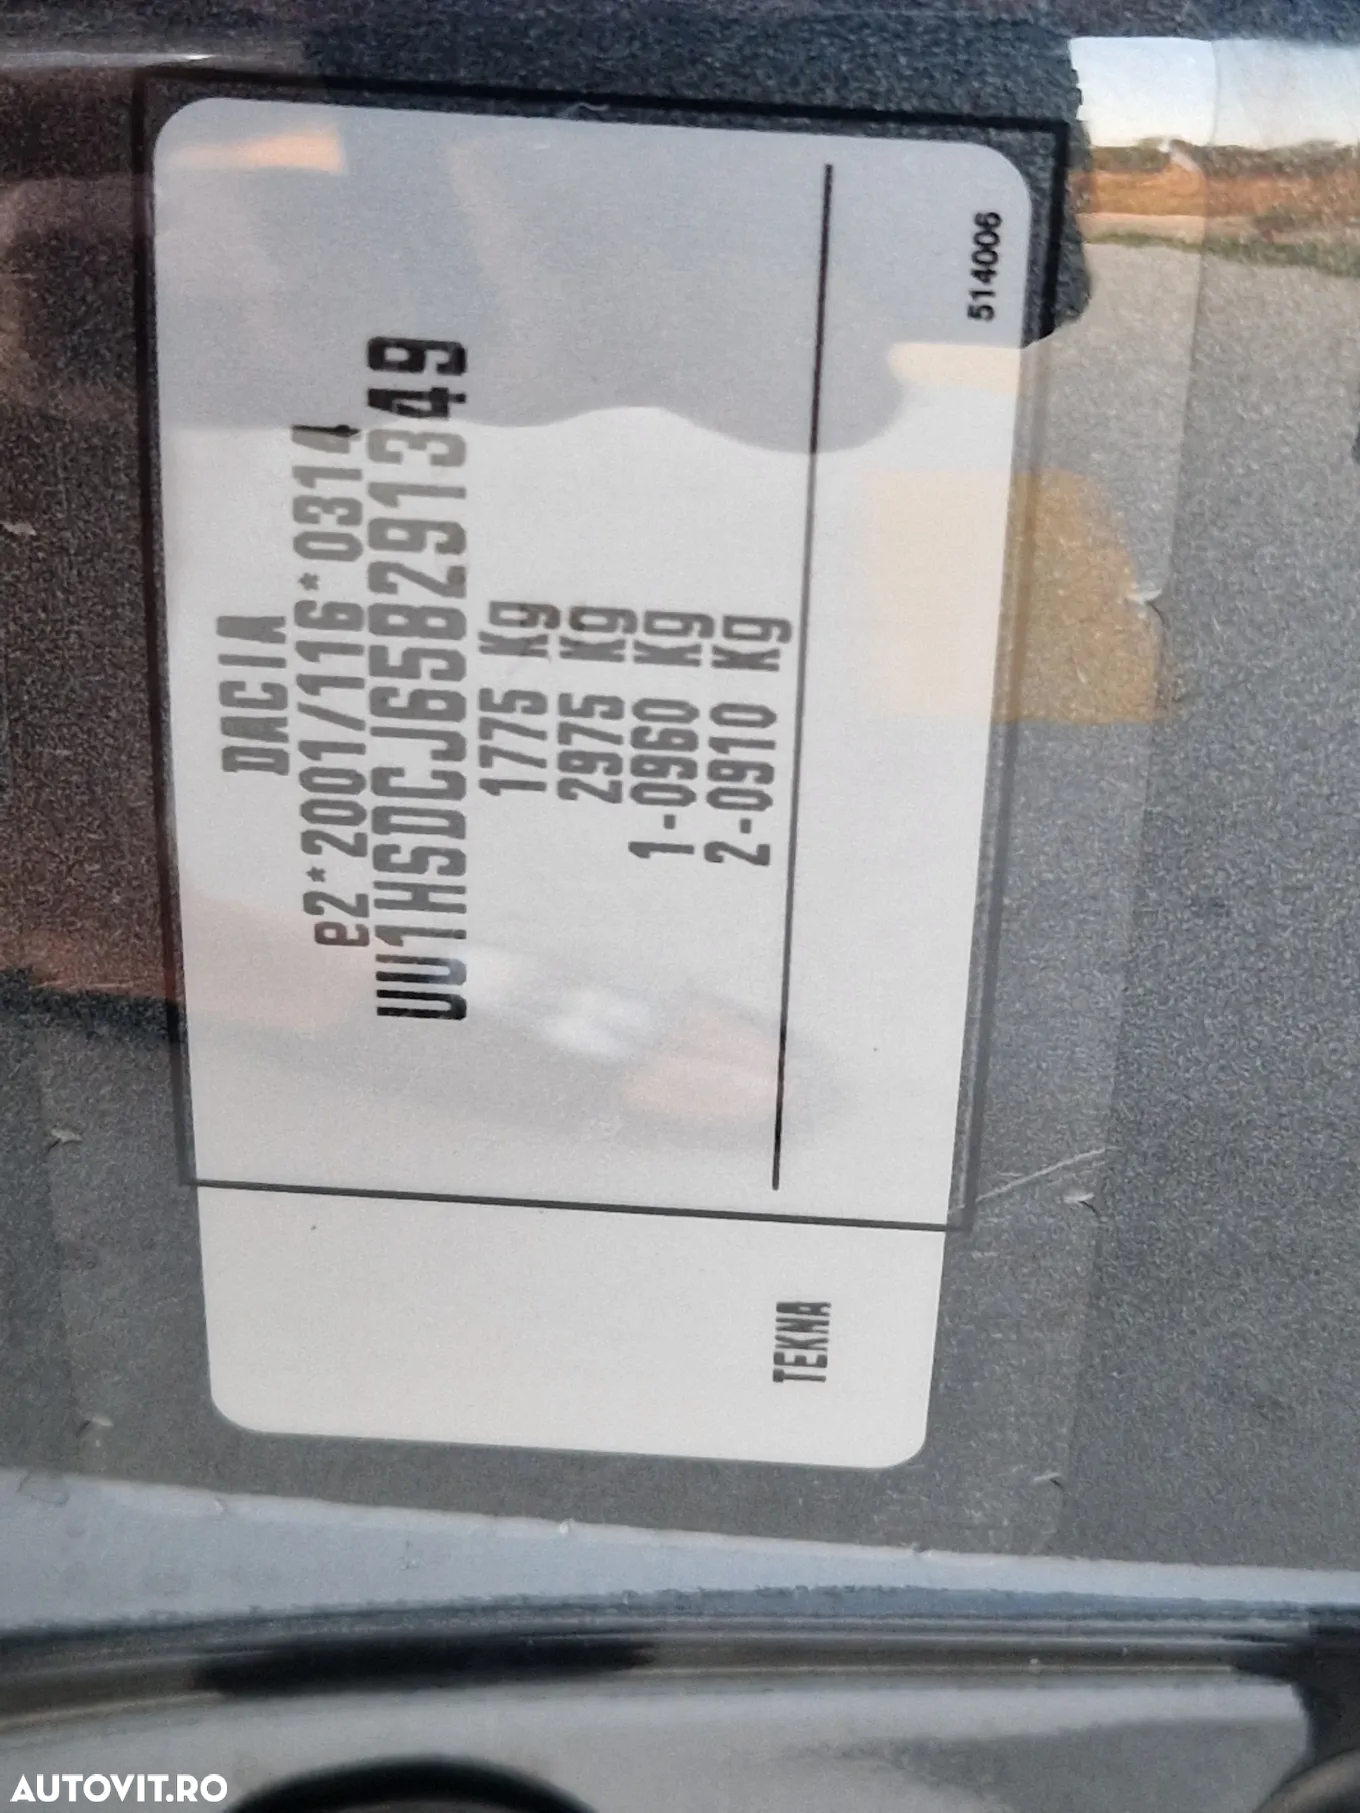 DACIA
e2*2001/116*0314
UU1HSDCJ65B291349
1775 Kg
2975 Kg
1-0960 Kg
2-0910 Kg
514006
TEKNA
AUTOVIT.RO